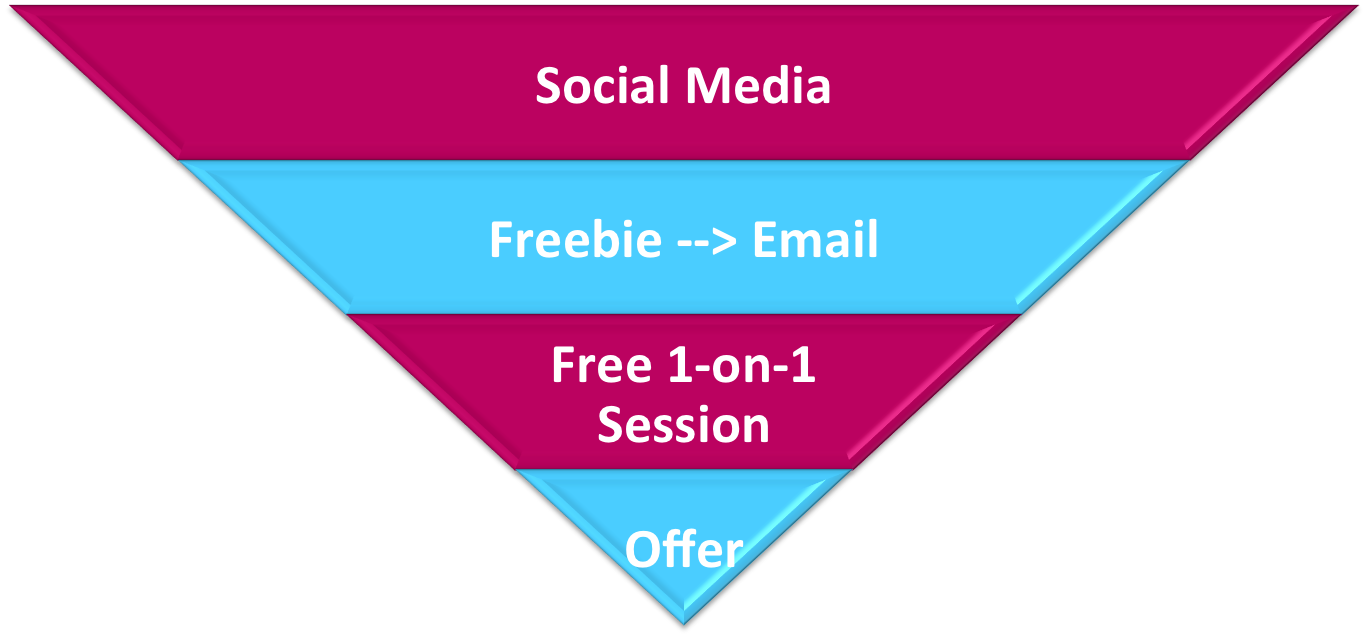 Social Media
Freebie --> Email
Free 1-on-1
Session
Offer